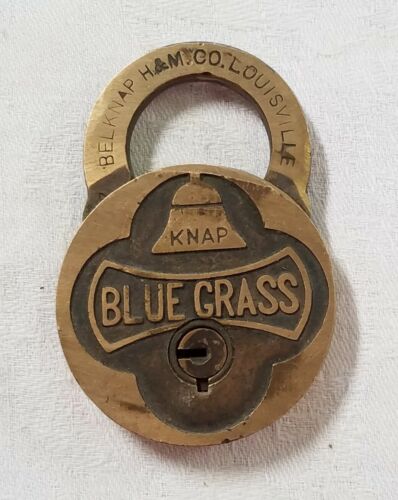 BELKNAP H&M. CO. LOUISVILLE
KNAP
BLUE GRASS